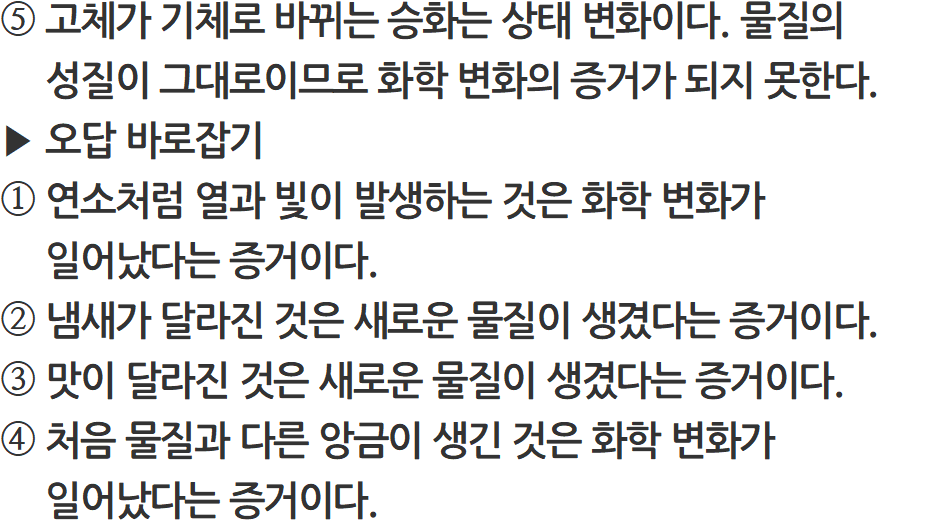 ⑤ 고체가 기체로 바뀌는 승화는 상태 변화이다. 물질의
성질이 그대로이므로 화학 변화의 증거가 되지 못한다.
▶ 오답 바로잡기
① 연소처럼 열과 빛이 발생하는 것은 화학 변화가
일어났다는 증거이다.
② 냄새가 달라진 것은 새로운 물질이 생겼다는 증거이다.
③ 맛이 달라진 것은 새로운 물질이 생겼다는 증거이다.
④ 처음 물질과 다른 앙금이 생긴 것은 화학 변화가
일어났다는 증거이다.